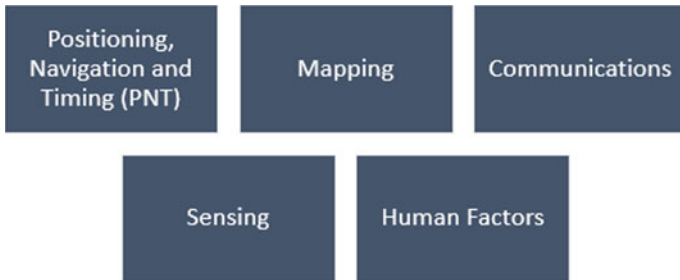 Positioning,
Navigation and
Timing (PNT)
Mapping
Communications
Sensing
Human Factors